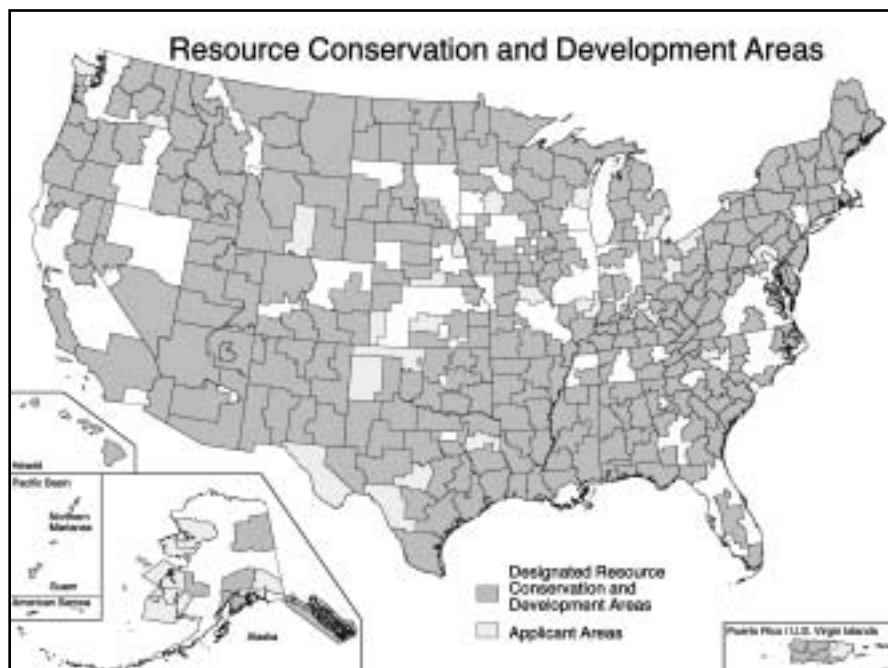 Resource Conservation and Development Areas
Hawaii
Pacific Basin
Northern
Marianas
Guam
American Samoa
Alaska
Designated Resource
Conservation and
Development Areas
Applicant Areas
Puerto Rico / U.S. Virgin Islands